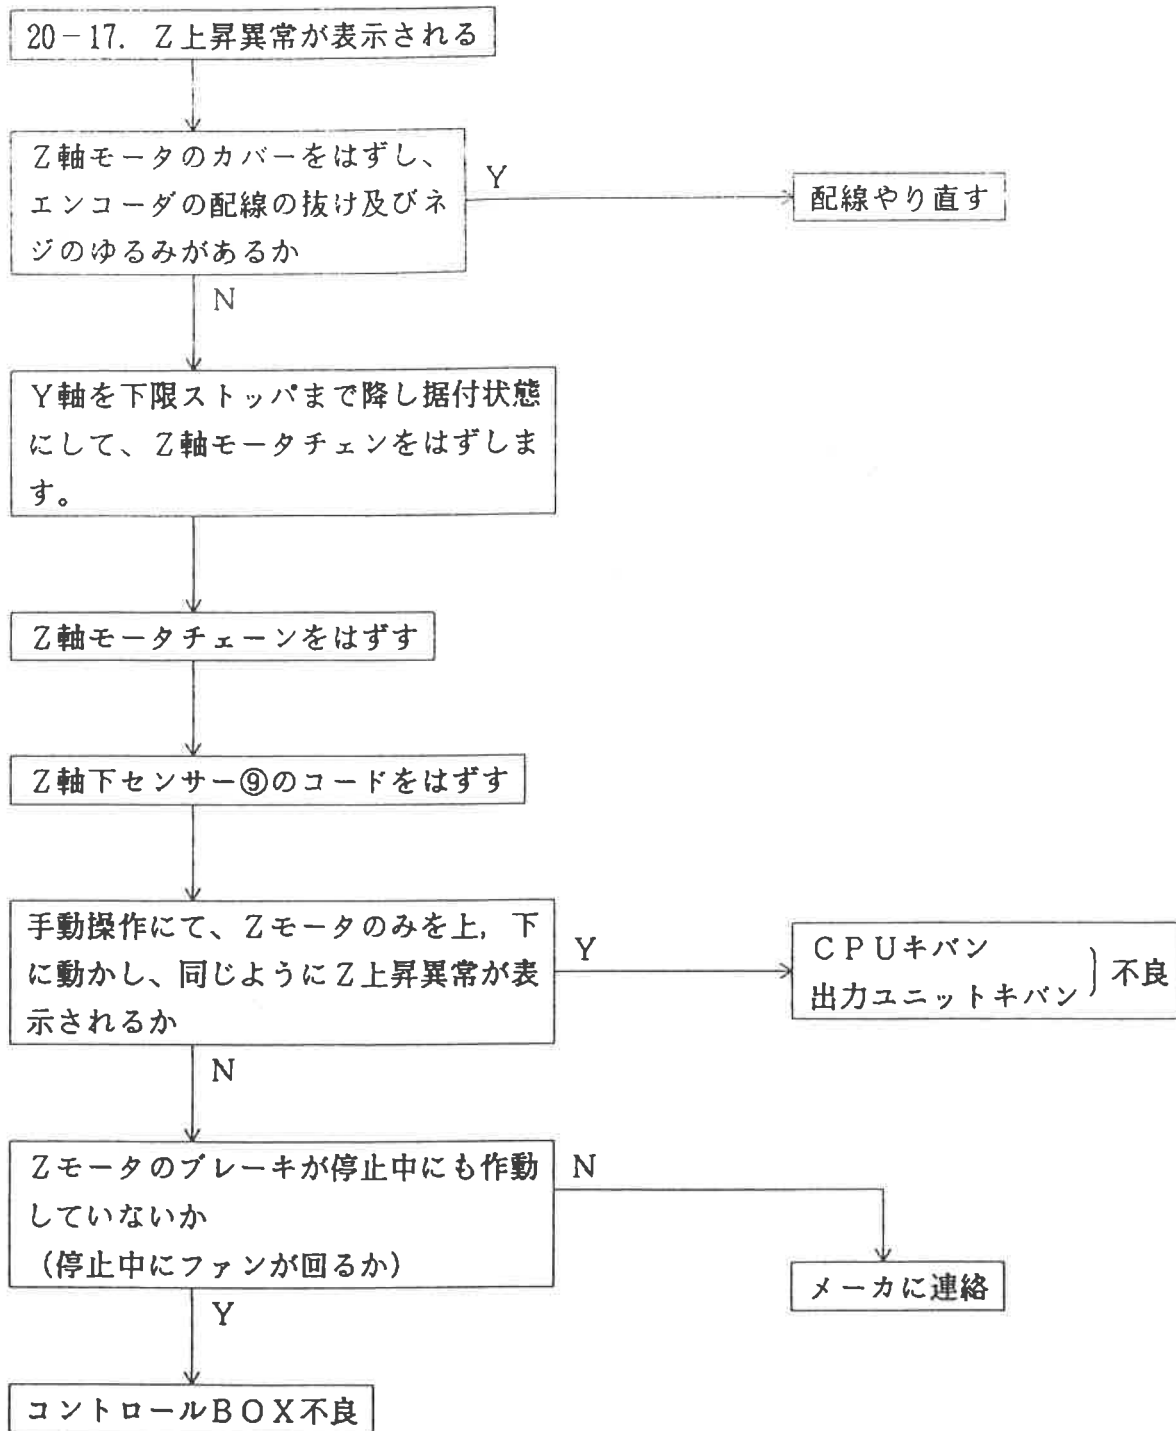 20-17. Z上昇異常が表示される
Z軸モータのカバーをはずし、
エンコーダの配線の抜け及びネ
ジのゆるみがあるか
Y
配線やり直す
N
Y軸を下限ストッパまで降し据付状態
にして、Z軸モータチェンをはずしま
す。
Z軸モータチェーンをはずす
Z軸下センサー⑨のコードをはずす
手動操作にて、Zモータのみを上,下
に動かし、同じようにZ上昇異常が表
示されるか
Y
CPUキバン
出力ユニットキバン
不良
N
Zモータのブレーキが停止中にも作動
していないか
(停止中にファンが回るか)
N
メーカに連絡
Y
コントロールBOX不良